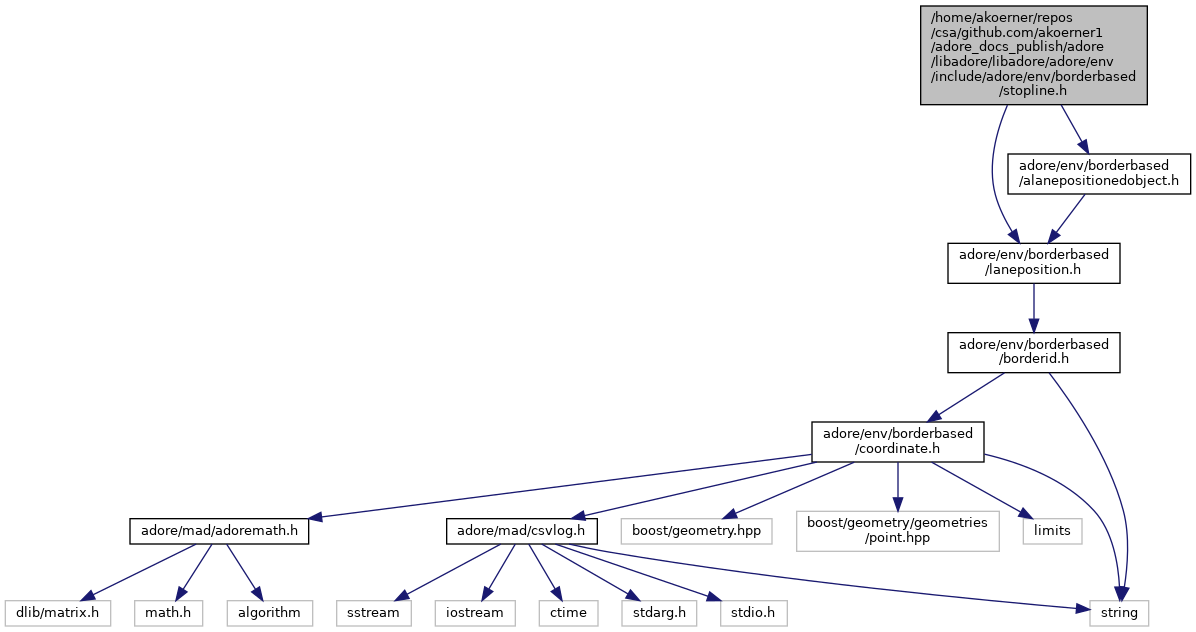 /home/akoerner/repos
/csa/github.com/akoerner1
/adore_docs_publish/adore
/libadore/libadore/adore/env
/include/adore/env/borderbased
/stopline.h
adore/env/borderbased
/alanepositionedobject.h
adore/env/borderbased
/laneposition.h
adore/env/borderbased
/borderid.h
adore/env/borderbased
/coordinate.h
adore/mad/adoremath.h
adore/mad/csvlog.h
boost/geometry.hpp
boost/geometry/geometries
/point.hpp
limits
dlib/matrix.h
math.h
algorithm
sstream
iostream
ctime
stdarg.h
stdio.h
string